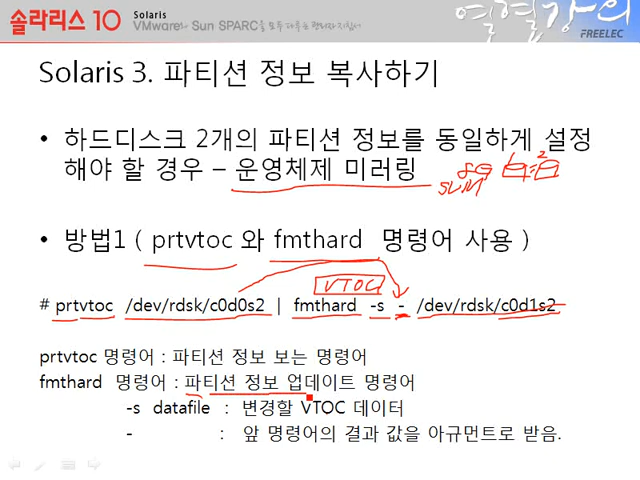 솔라리스 10
Solaris
VMware와 Sun SPARC을 모두 다루는 관리자 지침서
열혈강의
FREELEC
Solaris 3. 파티션 정보 복사하기
• 하드디스크 2개의 파티션 정보를 동일하게 설정
해야 할 경우 – 운영체제 미러링
SVM
2
• 방법1 ( prtvtoc 와 fmthard 명령어 사용 )
VTOC
# prtvtoc /dev/rdsk/c0d0s2 | fmthard -s - /dev/rdsk/c0d1s2
prtvtoc 명령어 : 파티션 정보 보는 명령어
fmthard 명령어 : 파티션 정보 업데이트 명령어
-s datafile : 변경할 VTOC 데이터
- : 앞 명령어의 결과 값을 아규먼트로 받음.